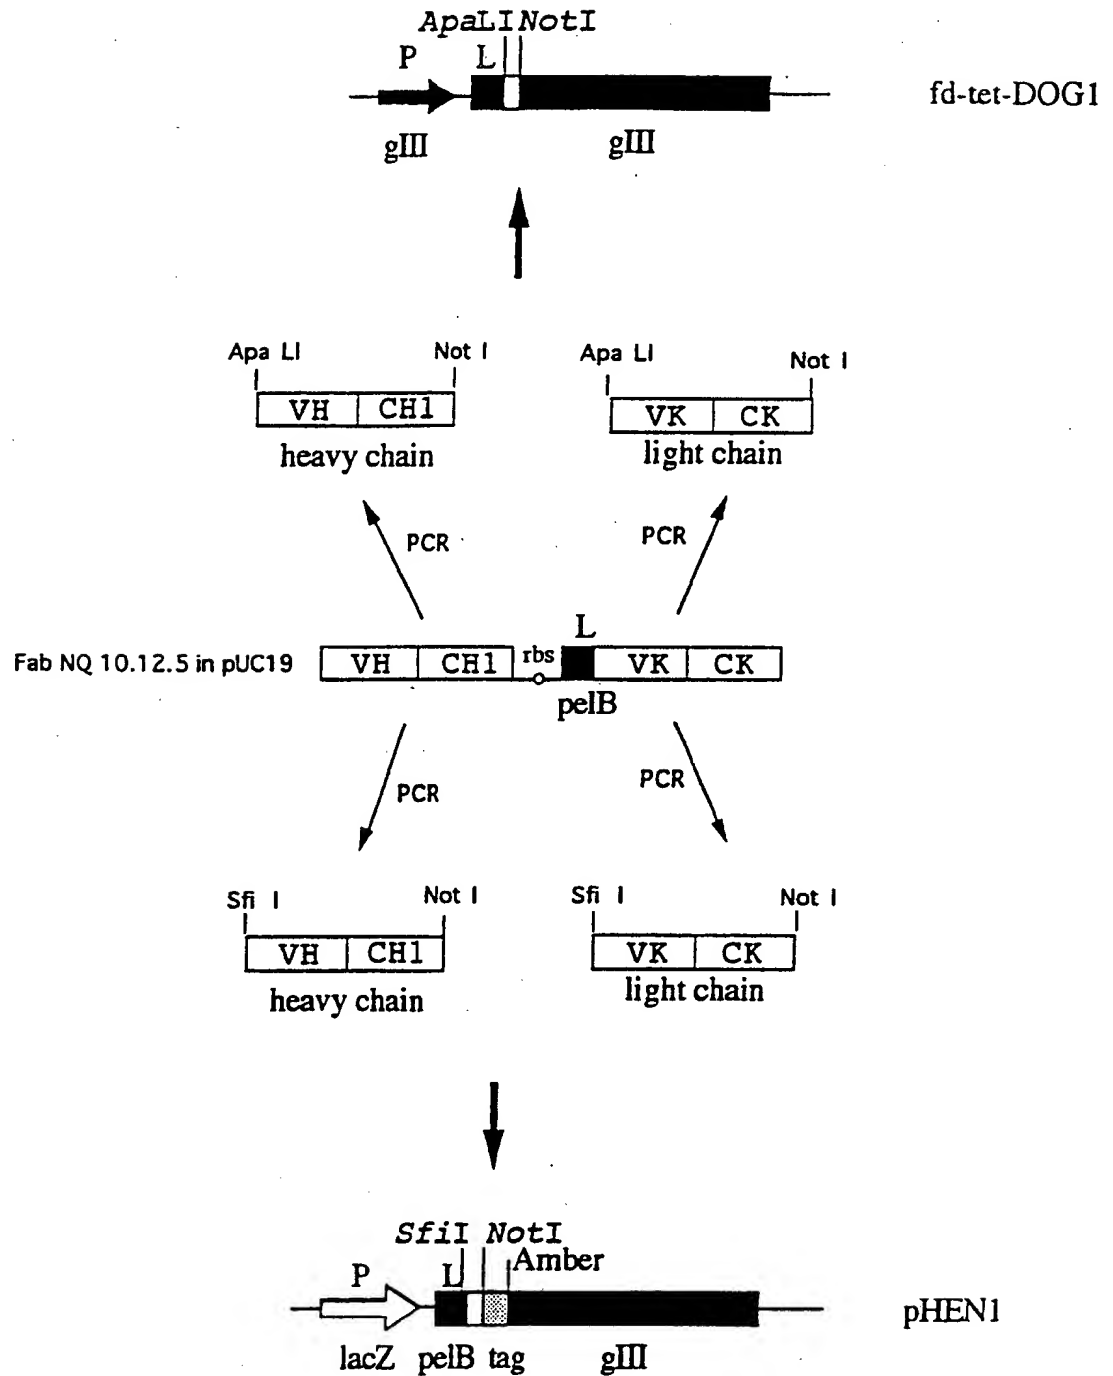 ApaLI NotI
P L
fd-tet-DOG1
gIII gIII
Apa LI Not I Apa LI Not I
VH CH1 VK CK
heavy chain light chain
PCR PCR
L
Fab NQ 10.12.5 in pUC19 VH CH1 rbs VK CK
pelB
PCR PCR
Sfi I Not I Sfi I Not I
VH CH1 VK CK
heavy chain light chain
SfiI NotI
P L Amber
pHEN1
lacZ pelB tag gIII